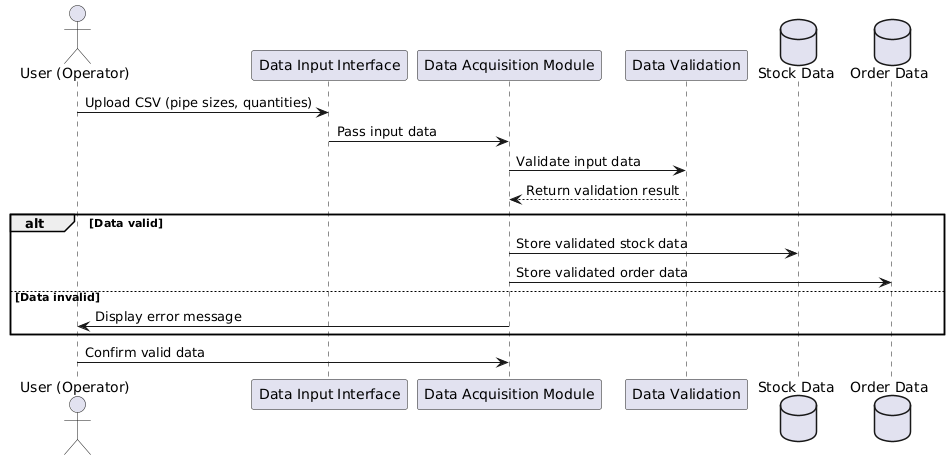 User (Operator)
Data Input Interface
Data Acquisition Module
Data Validation
Stock Data
Order Data
Upload CSV (pipe sizes, quantities)
Pass input data
Validate input data
Return validation result
alt
[Data valid]
Store validated stock data
Store validated order data
[Data invalid]
Display error message
Confirm valid data
User (Operator)
Data Input Interface
Data Acquisition Module
Data Validation
Stock Data
Order Data